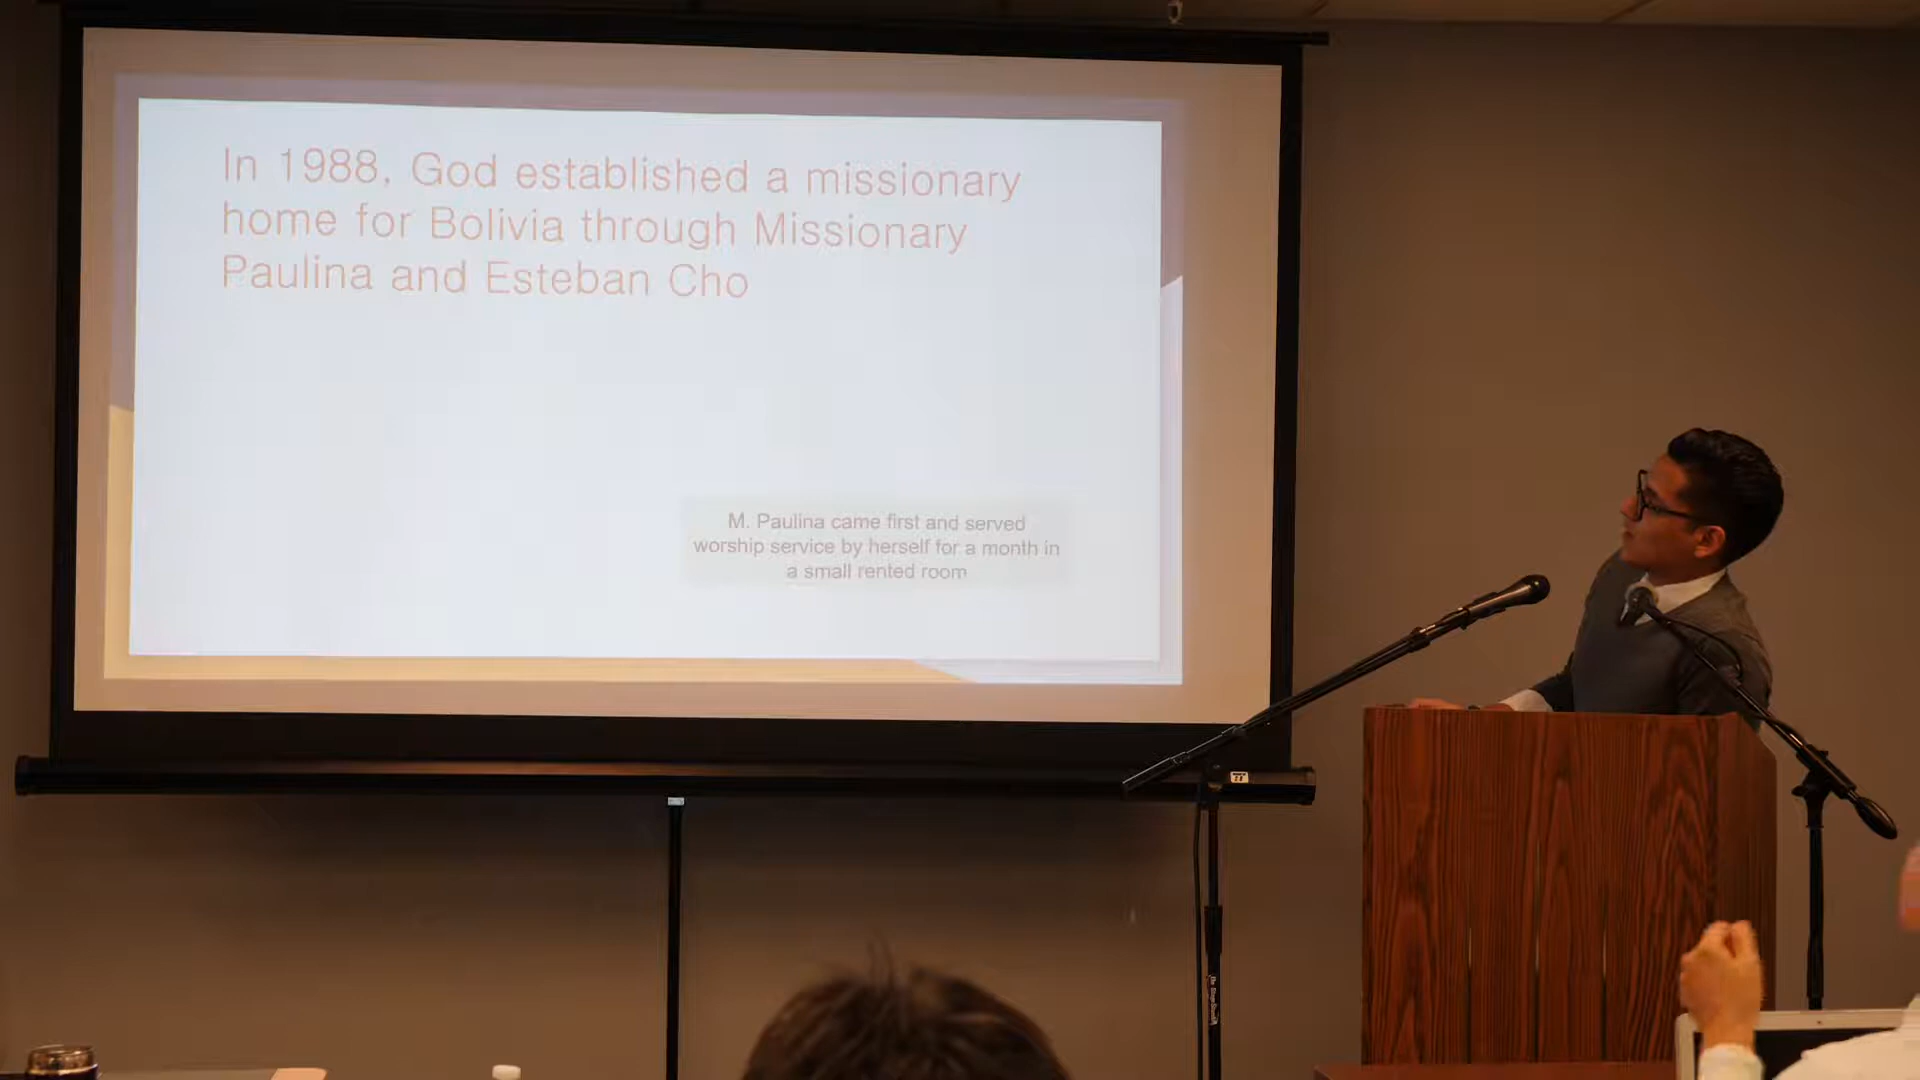 In 1988, God established a missionary
home for Bolivia through Missionary
Paulina and Esteban Cho
M. Paulina came first and served
worship service by herself for a month in
a small rented room